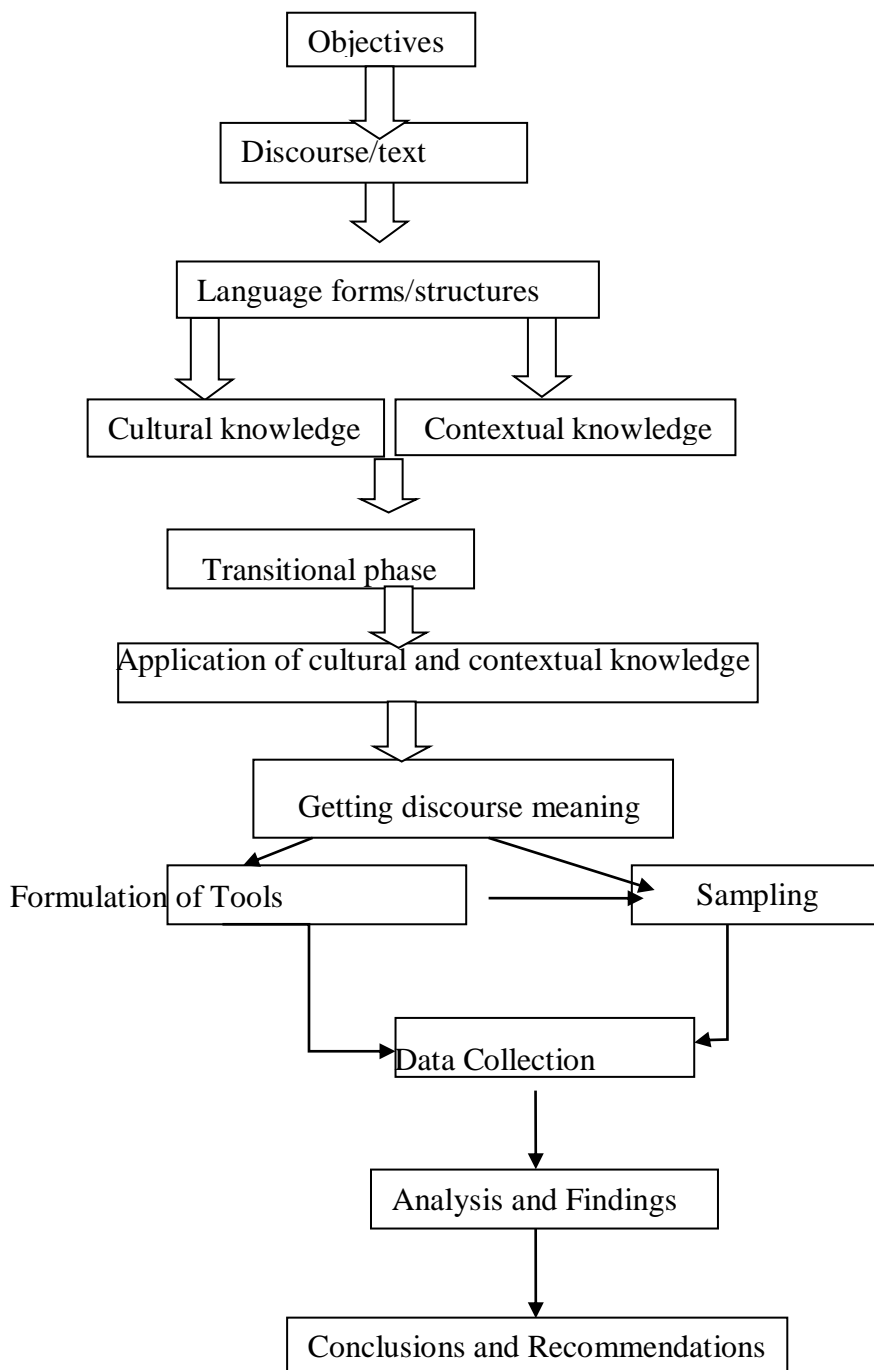 Objectives
Discourse/text
Language forms/structures
Cultural knowledge
Contextual knowledge
Transitional phase
Application of cultural and contextual knowledge
Getting discourse meaning
Formulation of Tools
Sampling
Data Collection
Analysis and Findings
Conclusions and Recommendations